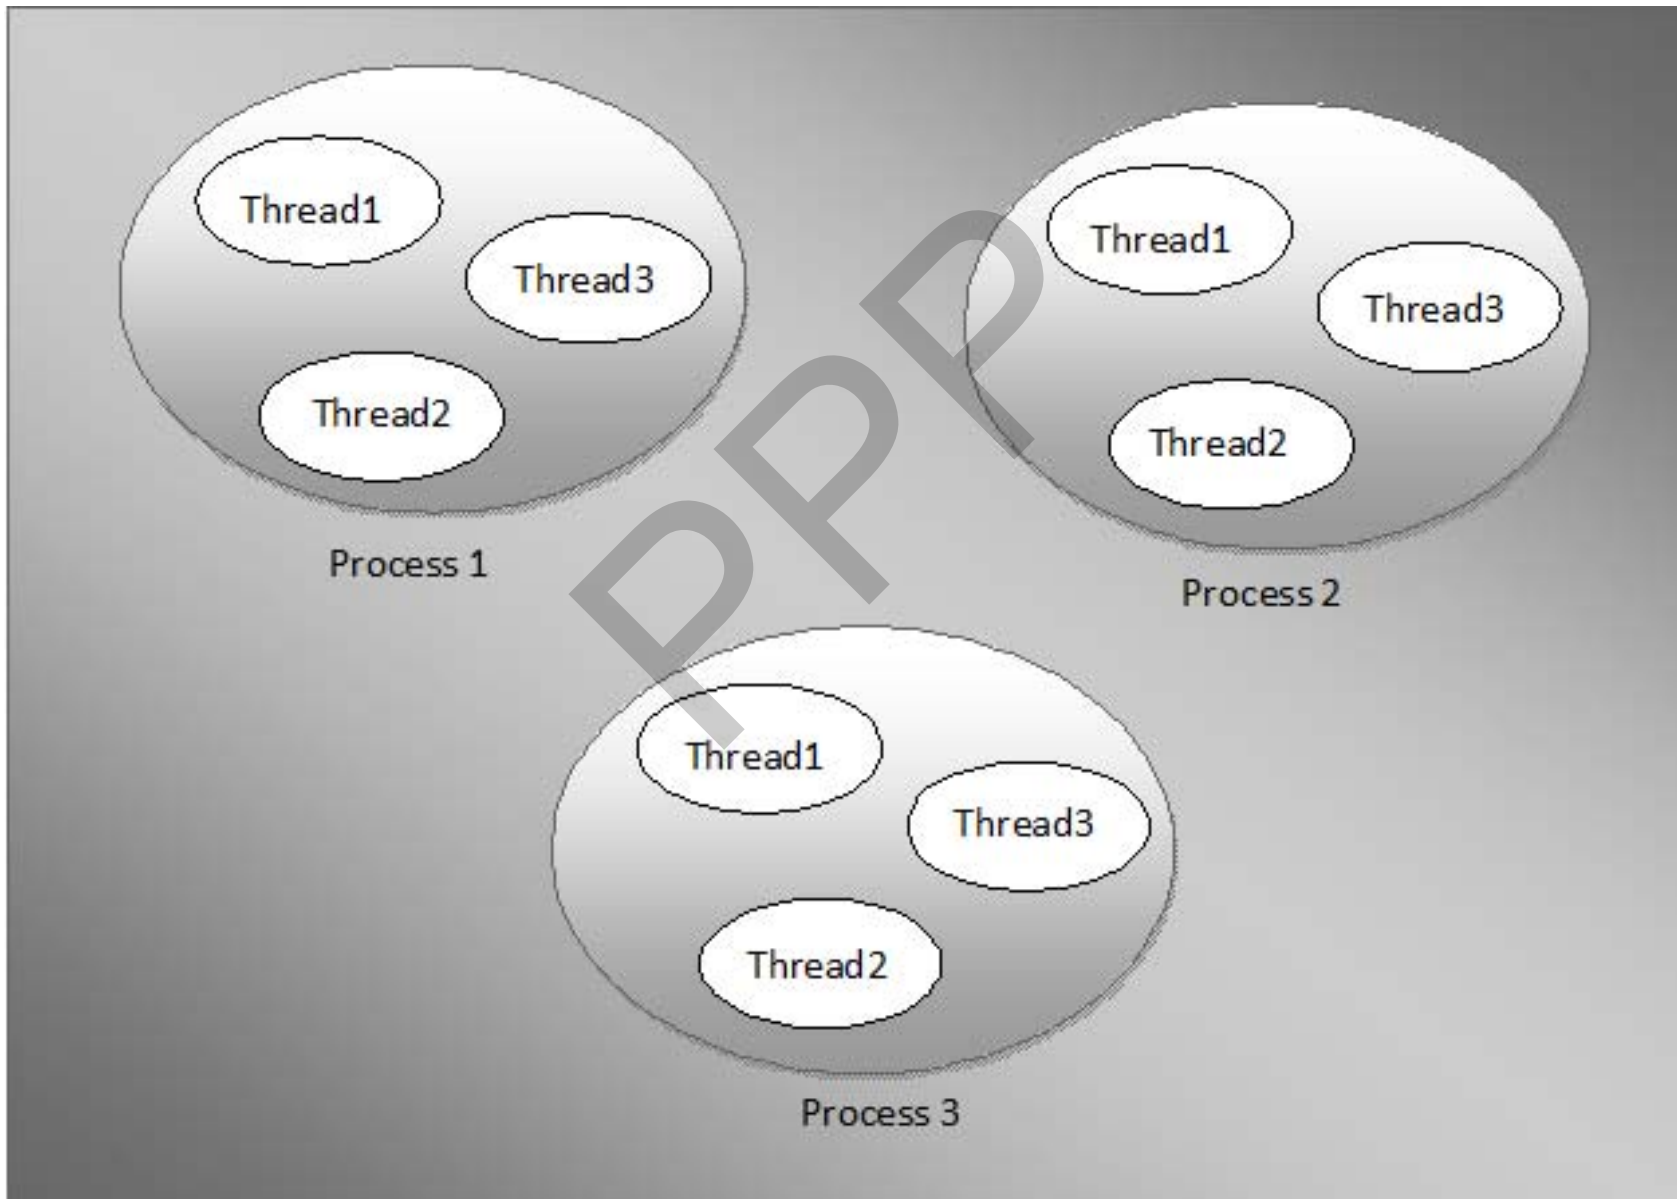 Thread1
Thread3
Thread2
Process 1
Thread1
Thread3
Thread2
Process 2
Thread1
Thread3
Thread2
Process 3
PPP